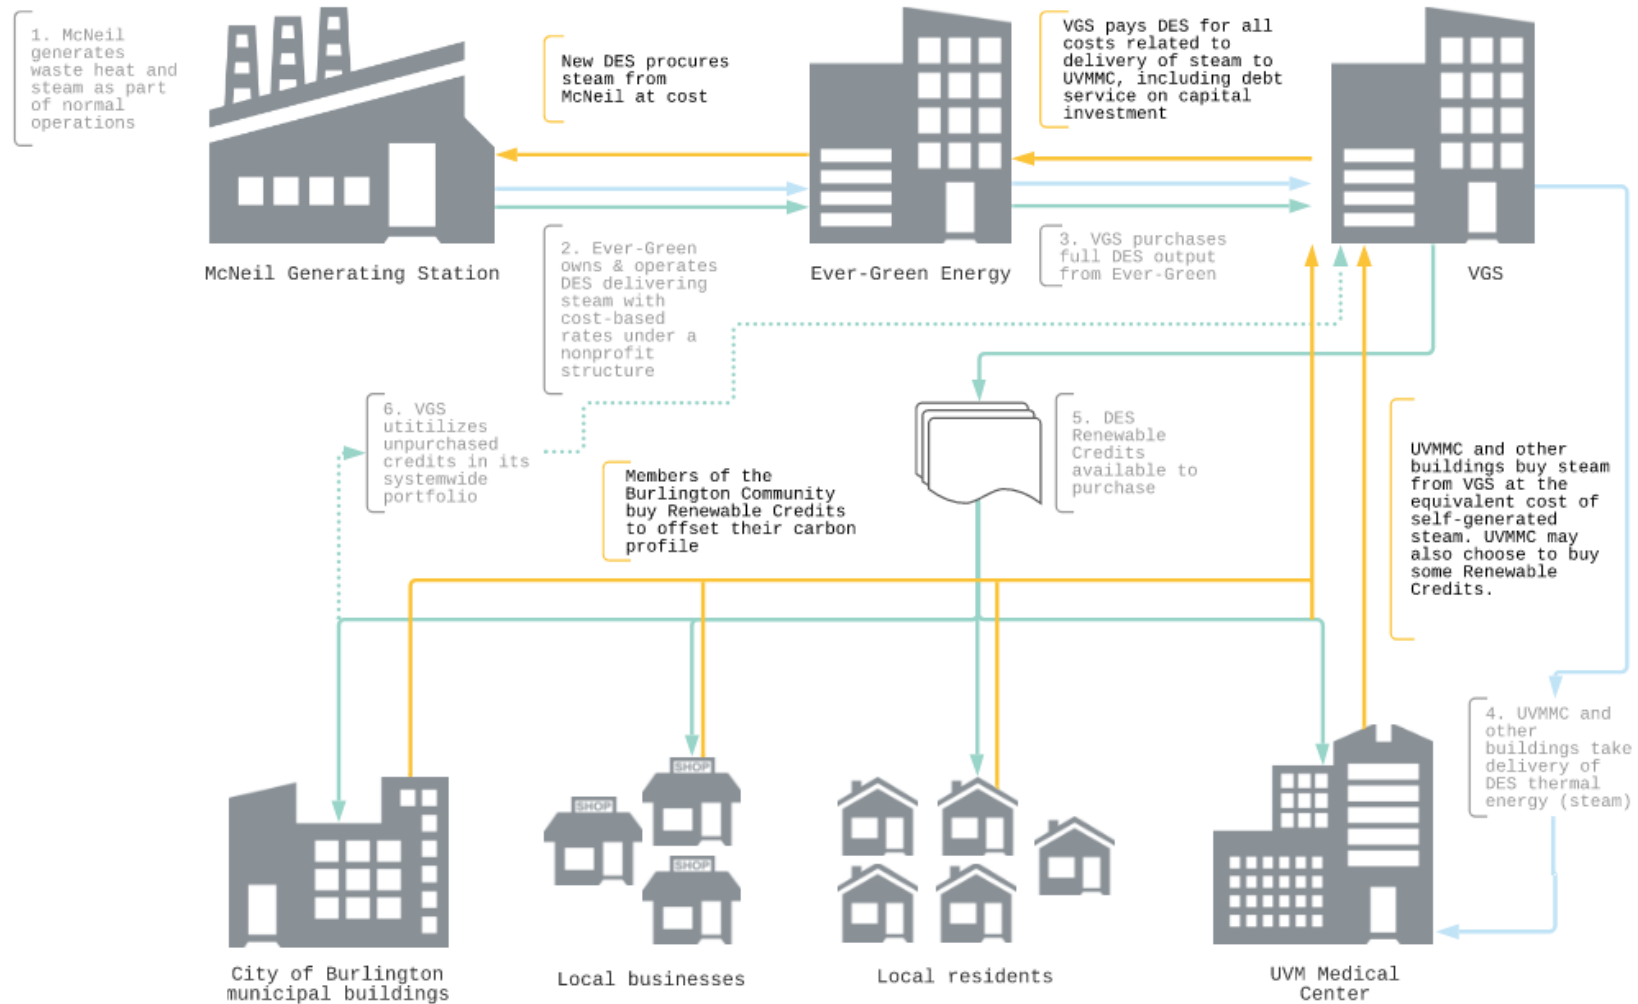 1. McNeil
generates
waste heat and
steam as part
of normal
operations
New DES procures
steam from
McNeil at cost
VGS pays DES for all
costs related to
delivery of steam to
UVMMC, including debt
service on capital
investment
McNeil Generating Station
2. Ever-Green
owns & operates
DES delivering
steam with
cost-based
rates under a
nonprofit
structure
Ever-Green Energy
3. VGS purchases
full DES output
from Ever-Green
VGS
6. VGS
utitilizes
unpurchased
credits in its
systemwide
portfolio
Members of the
Burlington Community
buy Renewable Credits
to offset their carbon
profile
5. DES
Renewable
Credits
available to
purchase
UVMMC and other
buildings buy steam
from VGS at the
equivalent cost of
self-generated
steam. UVMMC may
also choose to buy
some Renewable
Credits.
4. UVMMC and
other
buildings take
delivery of
DES thermal
energy (steam)
SHOP
SHOP
SHOP
City of Burlington
municipal buildings
Local businesses
Local residents
UVM Medical
Center